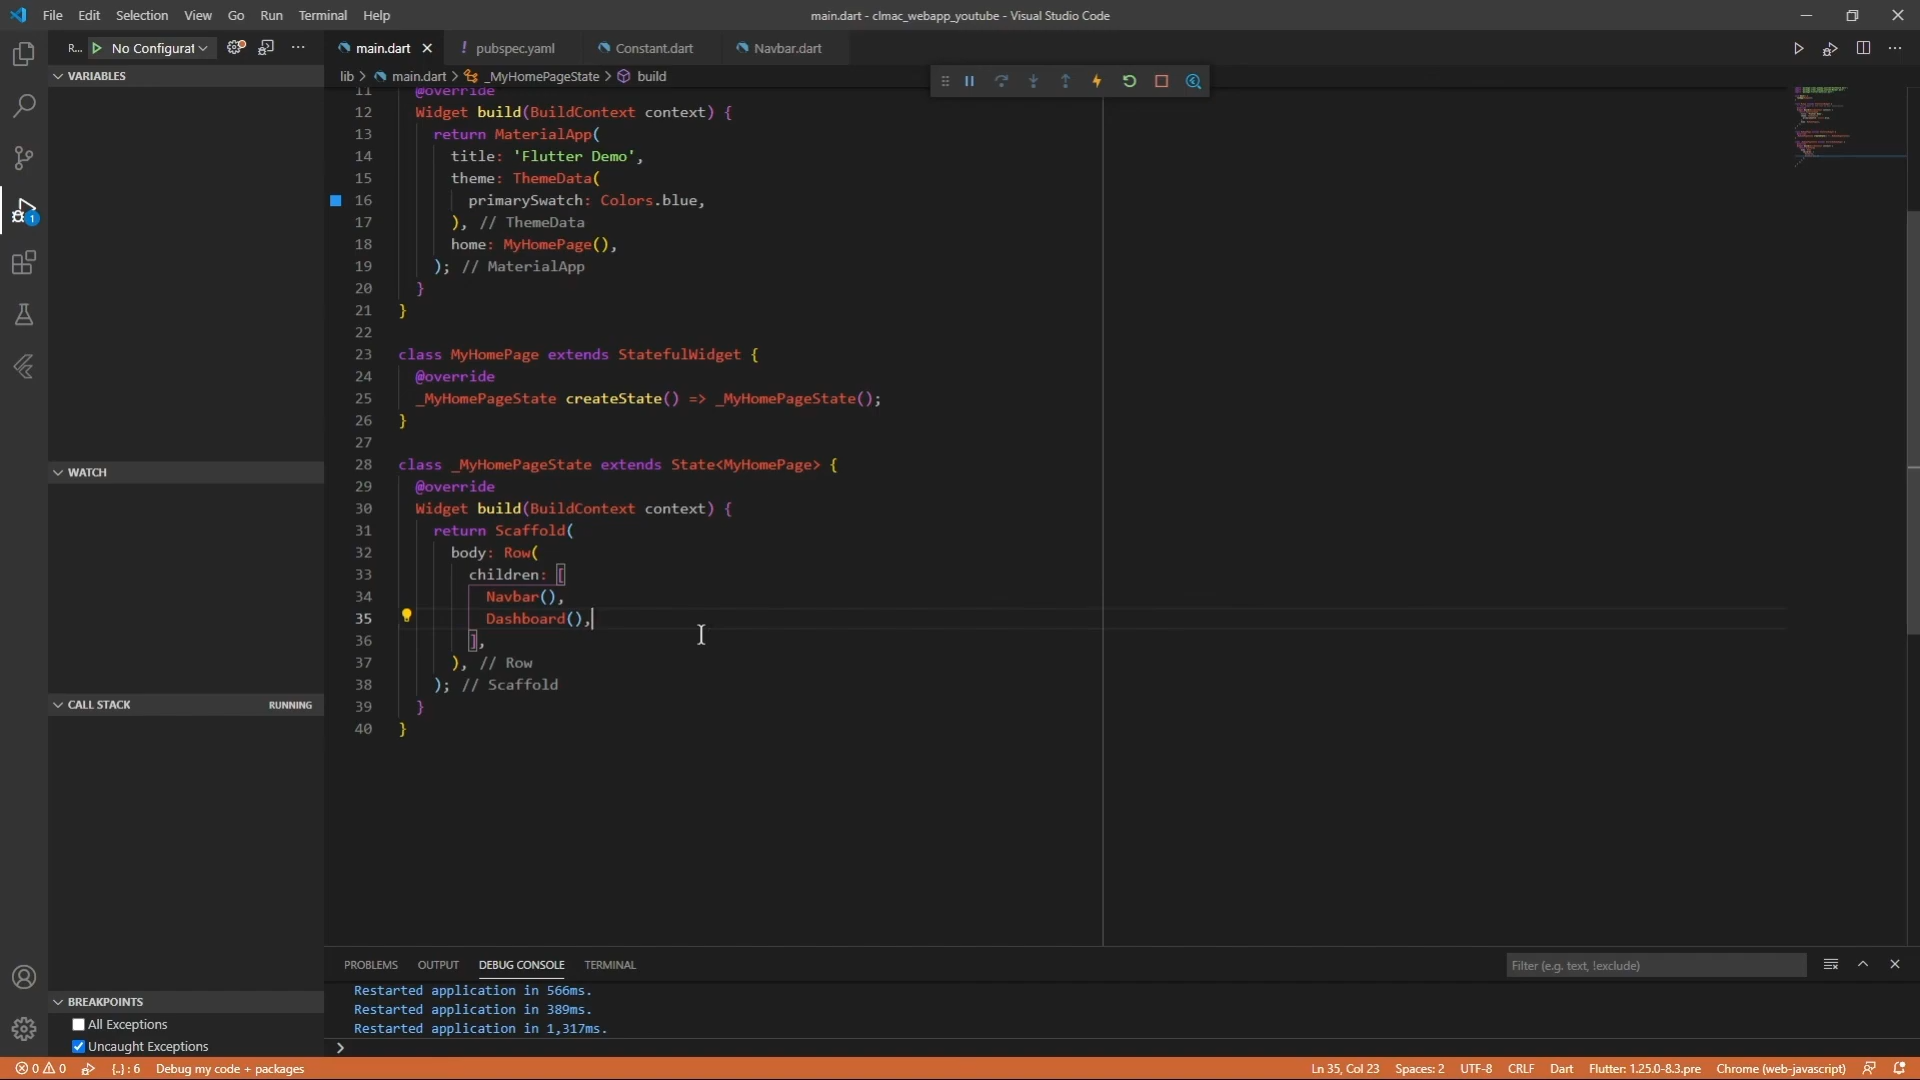 File Edit Selection View Go Run Terminal Help
main.dart - clmac_webapp_youtube - Visual Studio Code
R... No Configurat
main.dart pubspec.yaml Constant.dart Navbar.dart
lib > main.dart > _MyHomePageState > build
VARIABLES
WATCH
CALL STACK RUNNING
BREAKPOINTS
All Exceptions
Uncaught Exceptions
1
11 @override
12 Widget build(BuildContext context) {
13 return MaterialApp(
14 title: 'Flutter Demo',
15 theme: ThemeData(
16 primarySwatch: Colors.blue,
17 ), // ThemeData
18 home: MyHomePage(),
19 ); // MaterialApp
20 }
21 }
22
23 class MyHomePage extends StatefulWidget {
24 @override
25 _MyHomePageState createState() => _MyHomePageState();
26 }
27
28 class _MyHomePageState extends State<MyHomePage> {
29 @override
30 Widget build(BuildContext context) {
31 return Scaffold(
32 body: Row(
33 children: [
34 Navbar(),
35 Dashboard(),
36 ],
37 ), // Row
38 ); // Scaffold
39 }
40 }
PROBLEMS OUTPUT DEBUG CONSOLE TERMINAL
Filter (e.g. text, !exclude)
Restarted application in 566ms.
Restarted application in 389ms.
Restarted application in 1,317ms.
>
0 0 {..}: 6 Debug my code + packages
Ln 35, Col 23 Spaces: 2 UTF-8 CRLF Dart Flutter: 1.25.0-8.3.pre Chrome (web-javascript)